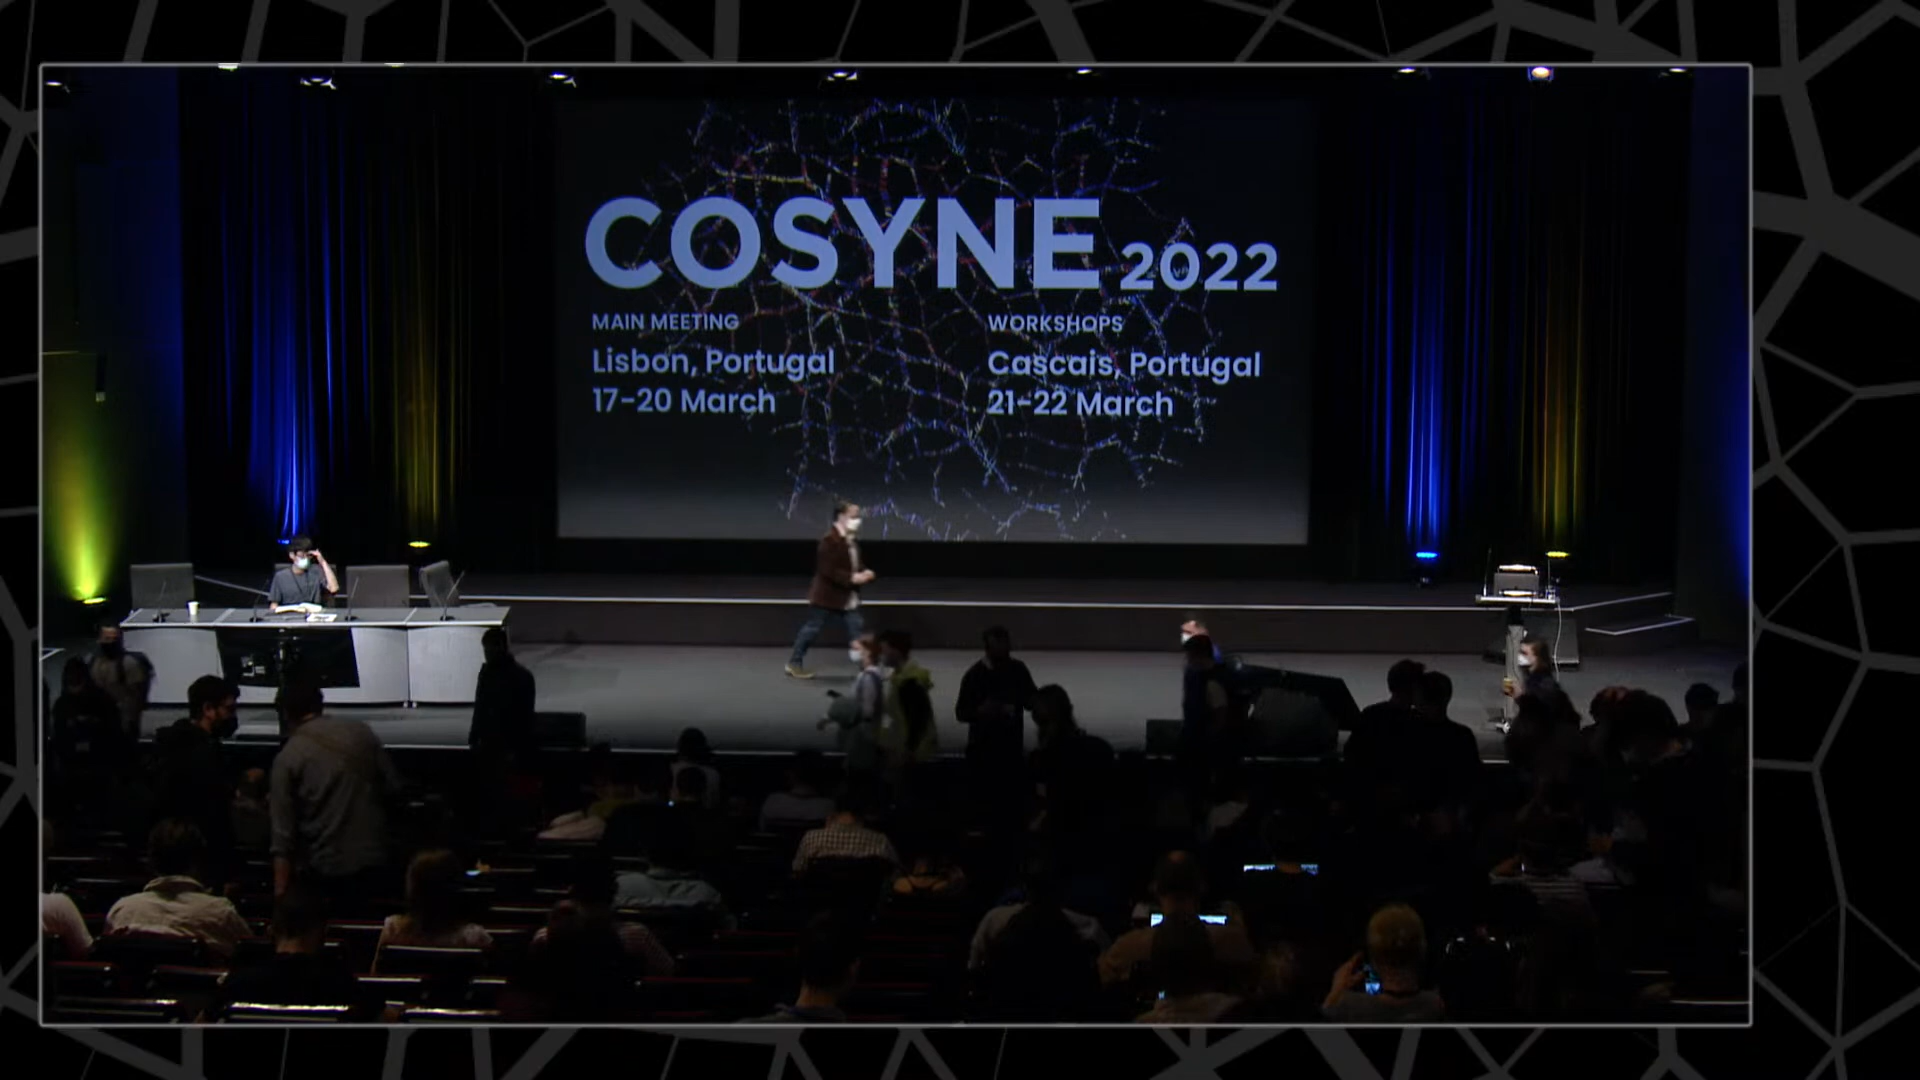 COSYNE 2022
MAIN MEETING
Lisbon, Portugal
17-20 March
WORKSHOPS
Cascais, Portugal
21-22 March